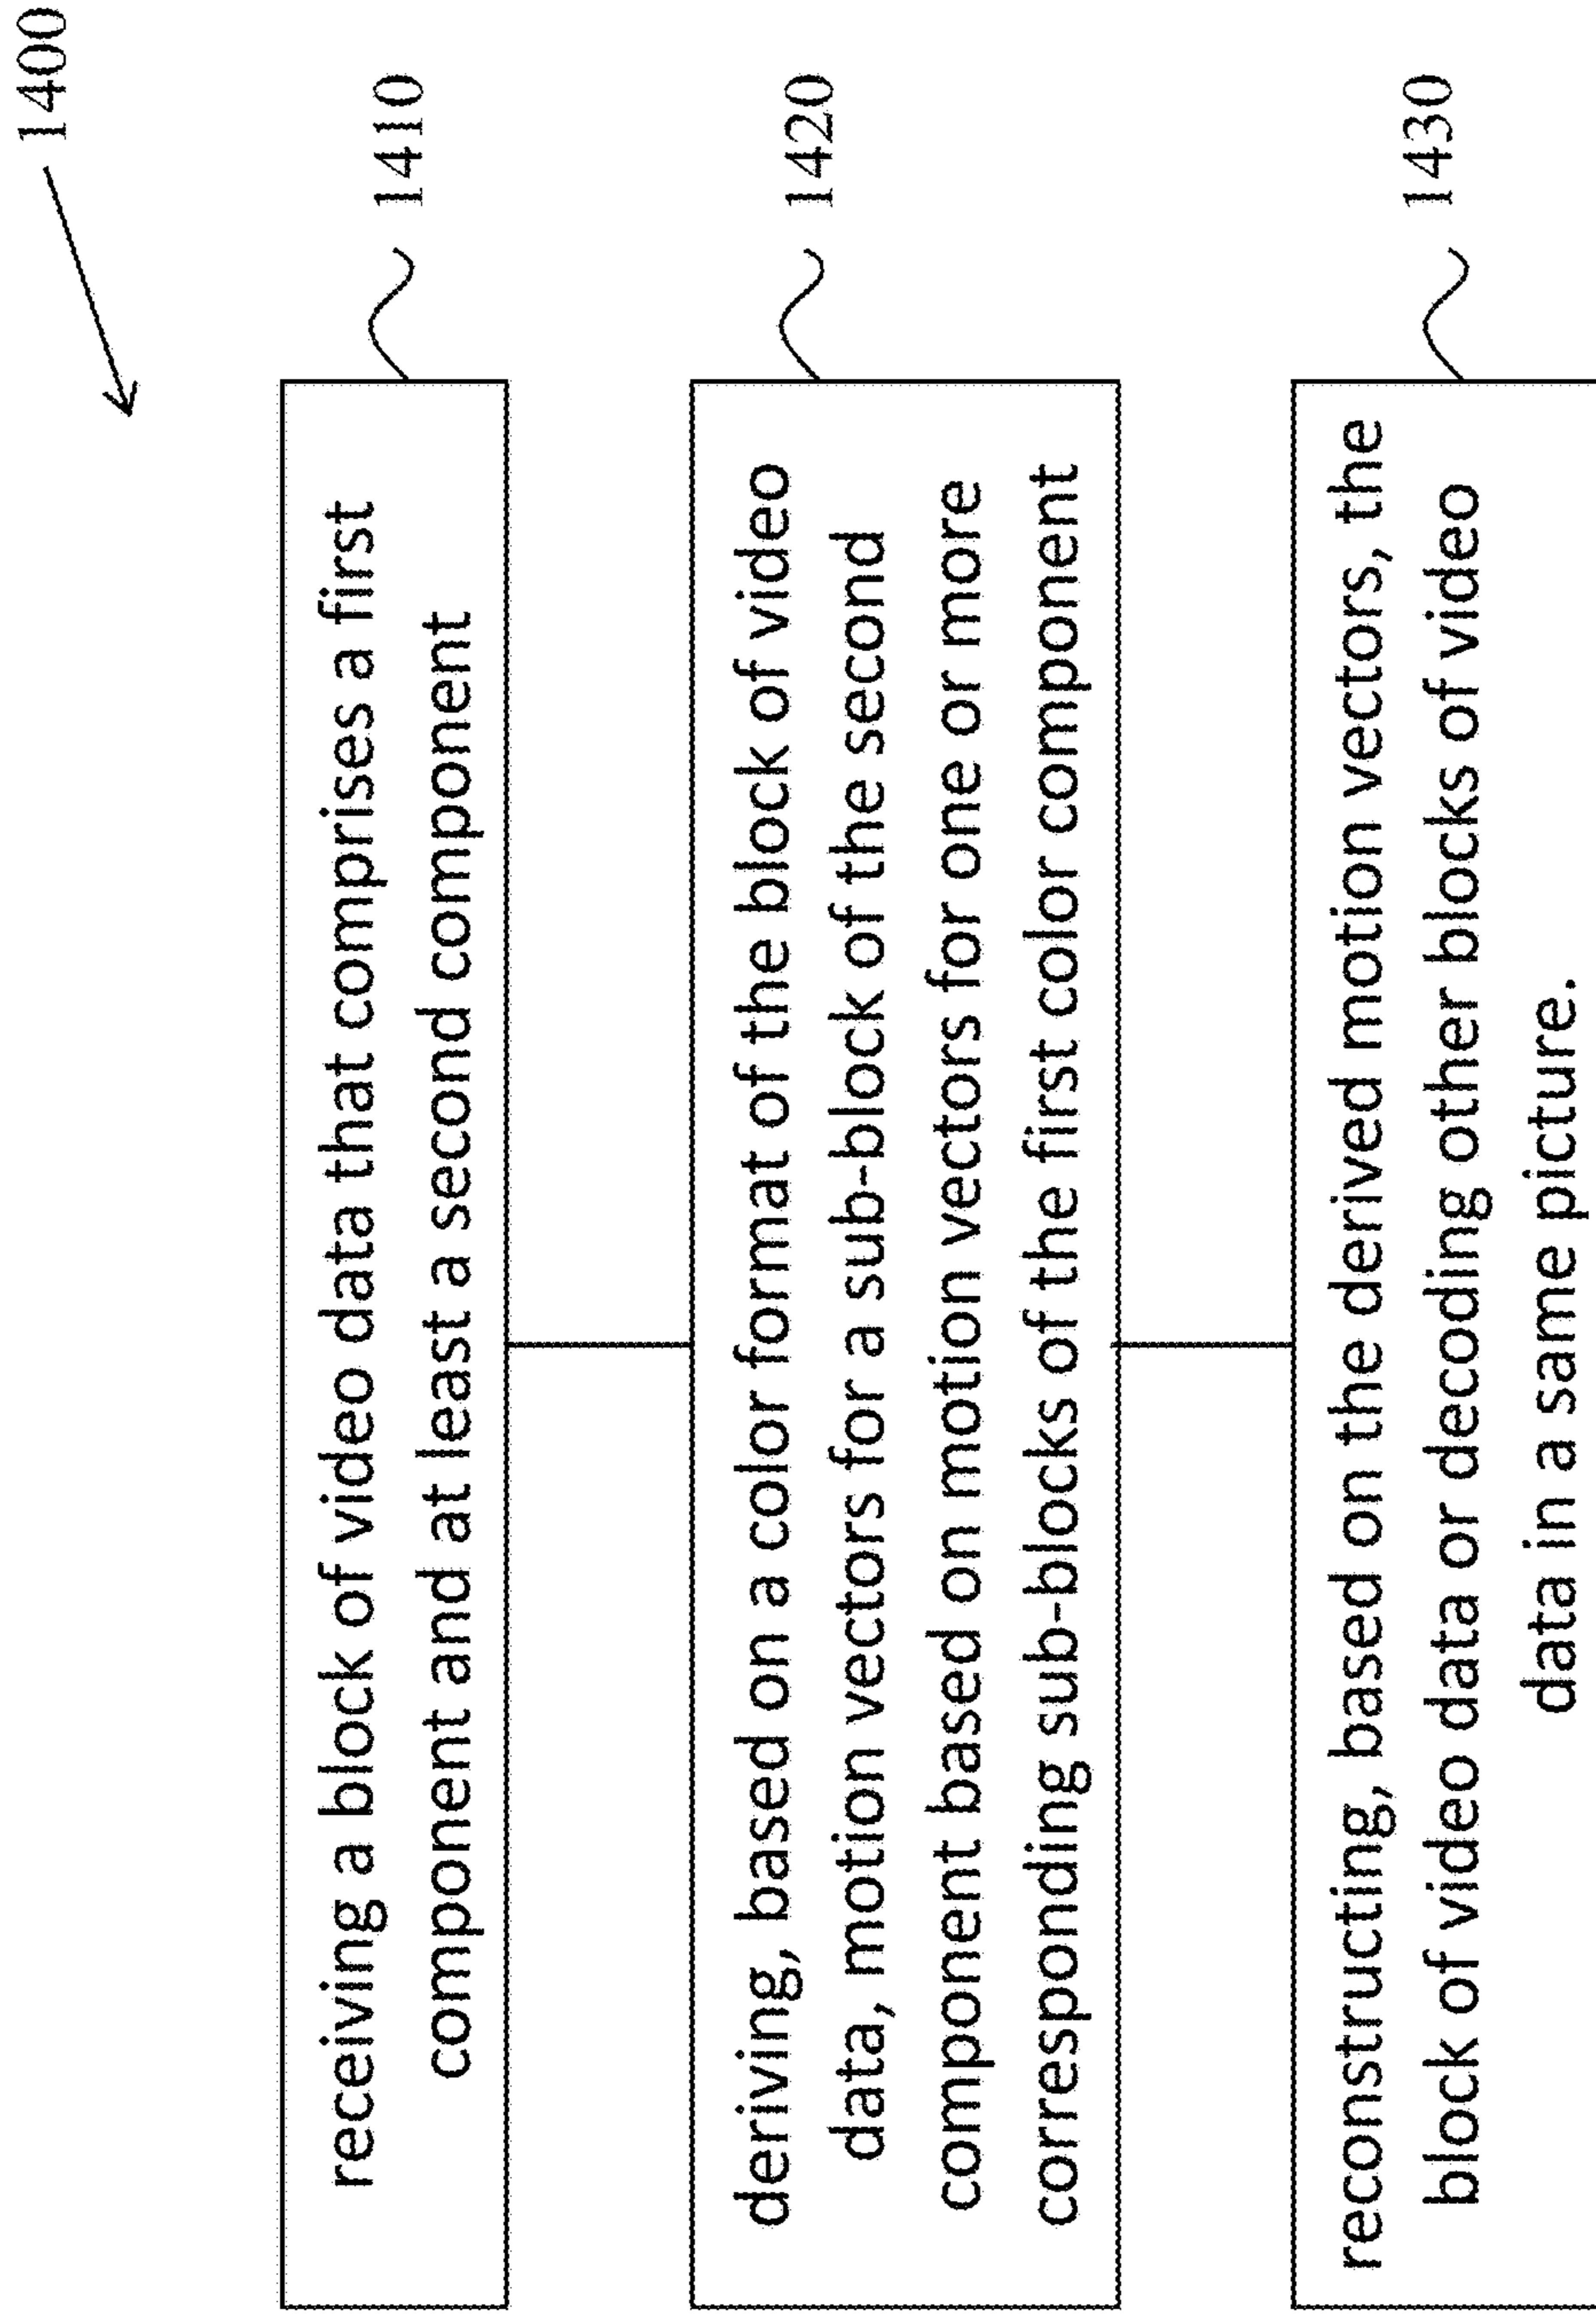 1400
receiving a block of video data that comprises a first
component and at least a second component
1410
deriving, based on a color format of the block of video
data, motion vectors for a sub-block of the second
component based on motion vectors for one or more
corresponding sub-blocks of the first color component
1420
reconstructing, based on the derived motion vectors, the
block of video data or decoding other blocks of video
data in a same picture.
1430